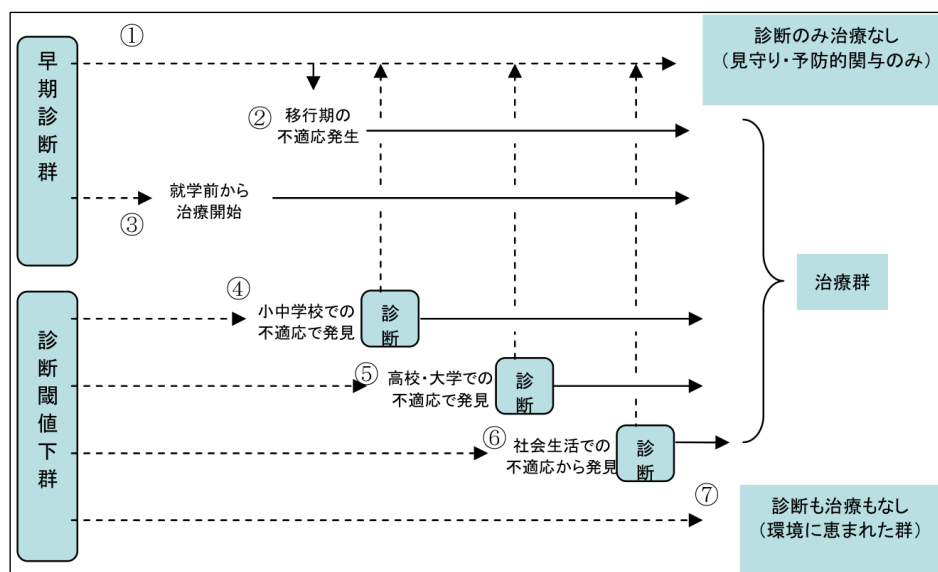 ①
診断のみ治療なし
（見守り・予防的関与のみ）
早期診断群
②
移行期の
不適応発生
就学前から
治療開始
③
治療群
④
小中学校での
不適応で発見
診断
診断閾値下群
⑤
高校・大学での
不適応で発見
診断
⑥
社会生活での
不適応から発見
診断
⑦
診断も治療もなし
（環境に恵まれた群）